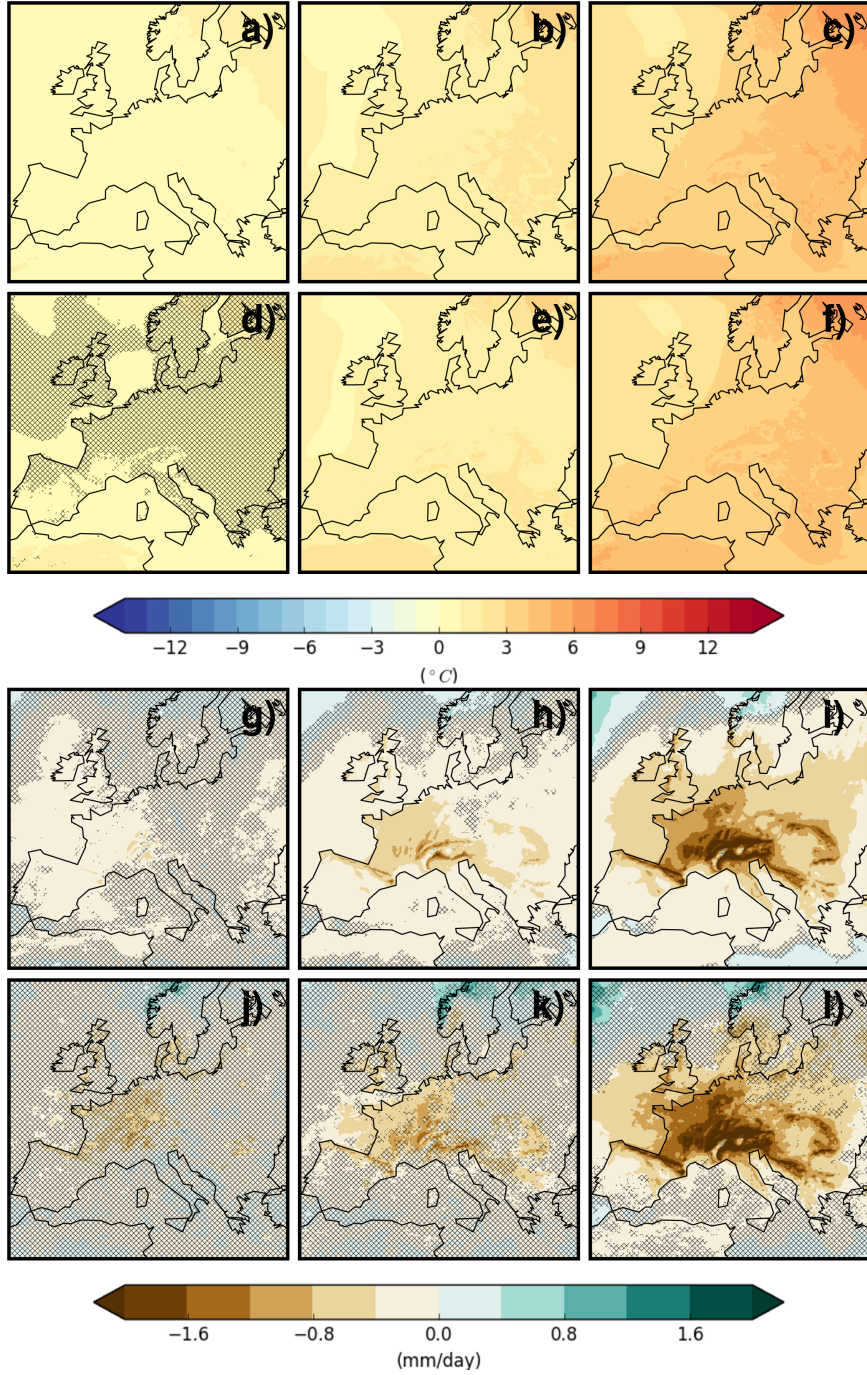 a) b) c)
d) e) f)
−12 −9 −6 −3 0 3 6 9 12
(°C)
g) h) i)
j) k) l)
−1.6 −0.8 0.0 0.8 1.6
(mm/day)